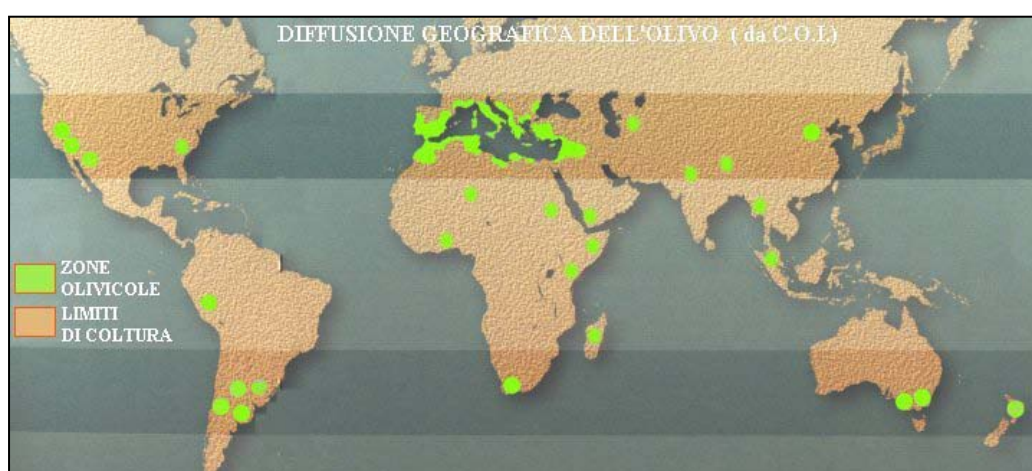 DIFFUSIONE GEOGRAFICA DELL'OLIVO ( da C.O.I.)
ZONE
OLIVICOLE
LIMITI
DI COLTURA